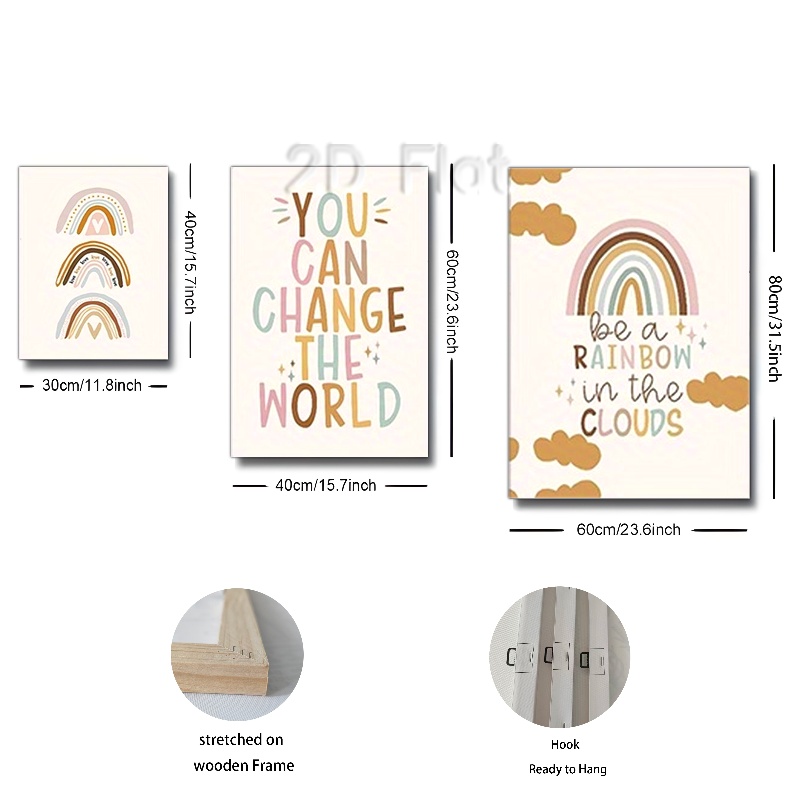 2D Flat
40cm/15.7inch
30cm/11.8inch
YOU
CAN
CHANGE
THE
WORLD
60cm/23.6inch
40cm/15.7inch
be a
RAINBOW
in the
CLOUDS
80cm/31.5inch
60cm/23.6inch
stretched on
wooden Frame
Hook
Ready to Hang